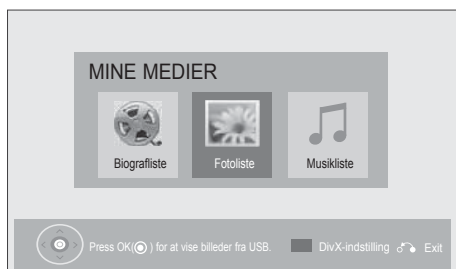 MINE MEDIER
Biografliste
Fotoliste
Musikliste
Press OK(◉) for at vise billeder fra USB. DivX-indstilling Exit